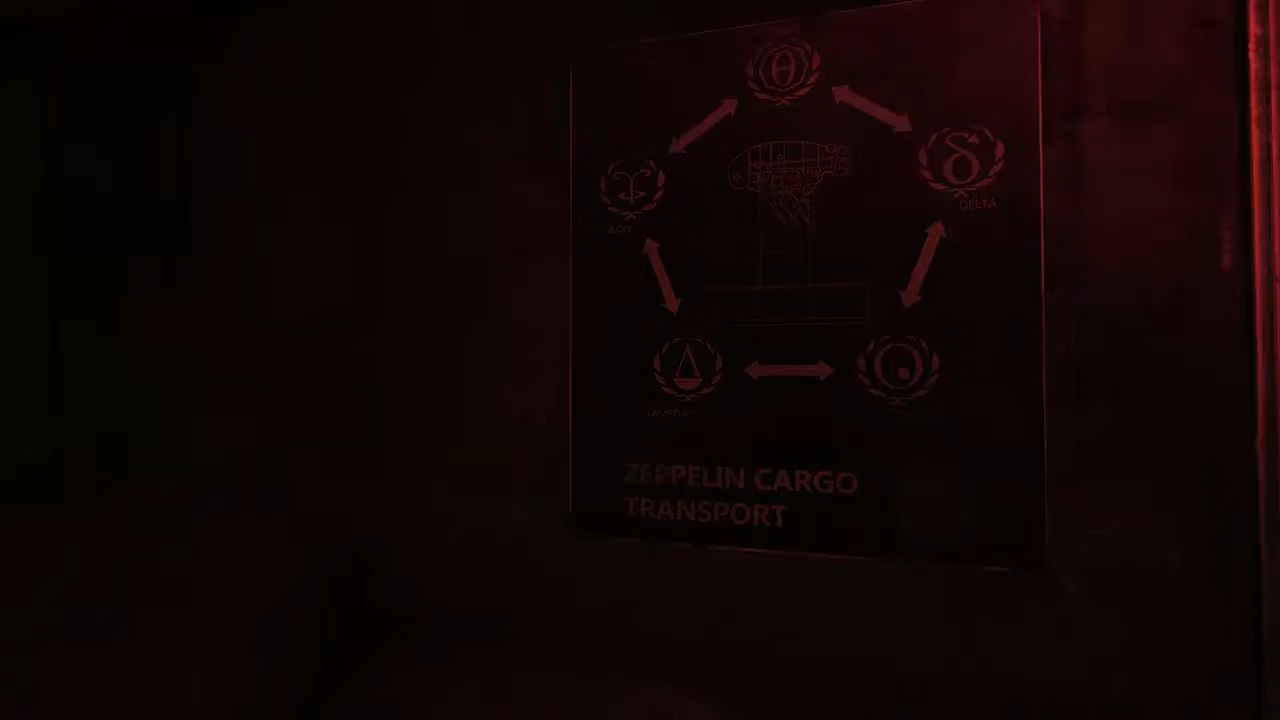 θ
δ
DELTA
ZEPPELIN CARGO
TRANSPORT